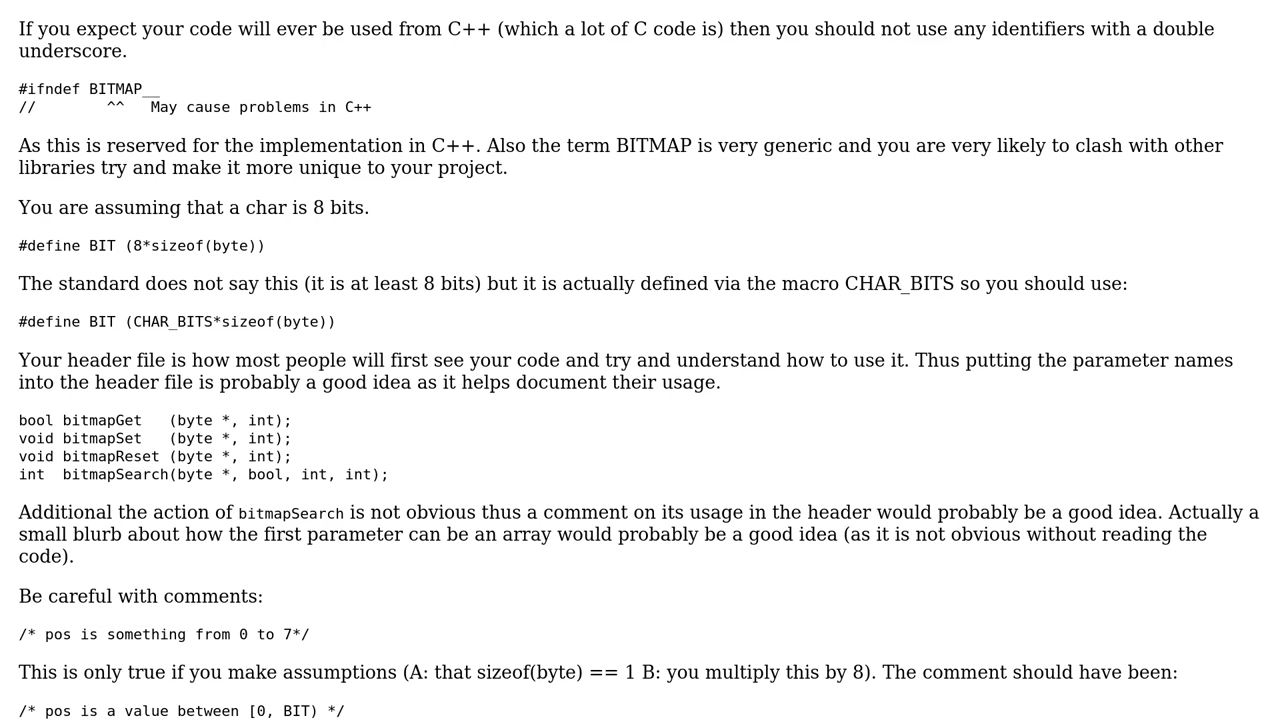 If you expect your code will ever be used from C++ (which a lot of C code is) then you should not use any identifiers with a double
underscore.
#ifndef BITMAP__
//        ^^   May cause problems in C++
As this is reserved for the implementation in C++. Also the term BITMAP is very generic and you are very likely to clash with other
libraries try and make it more unique to your project.
You are assuming that a char is 8 bits.
#define BIT (8*sizeof(byte))
The standard does not say this (it is at least 8 bits) but it is actually defined via the macro CHAR_BITS so you should use:
#define BIT (CHAR_BITS*sizeof(byte))
Your header file is how most people will first see your code and try and understand how to use it. Thus putting the parameter names
into the header file is probably a good idea as it helps document their usage.
bool bitmapGet   (byte *, int);
void bitmapSet   (byte *, int);
void bitmapReset (byte *, int);
int  bitmapSearch(byte *, bool, int, int);
Additional the action of bitmapSearch is not obvious thus a comment on its usage in the header would probably be a good idea. Actually a
small blurb about how the first parameter can be an array would probably be a good idea (as it is not obvious without reading the
code).
Be careful with comments:
/* pos is something from 0 to 7*/
This is only true if you make assumptions (A: that sizeof(byte) == 1 B: you multiply this by 8). The comment should have been:
/* pos is a value between [0, BIT) */